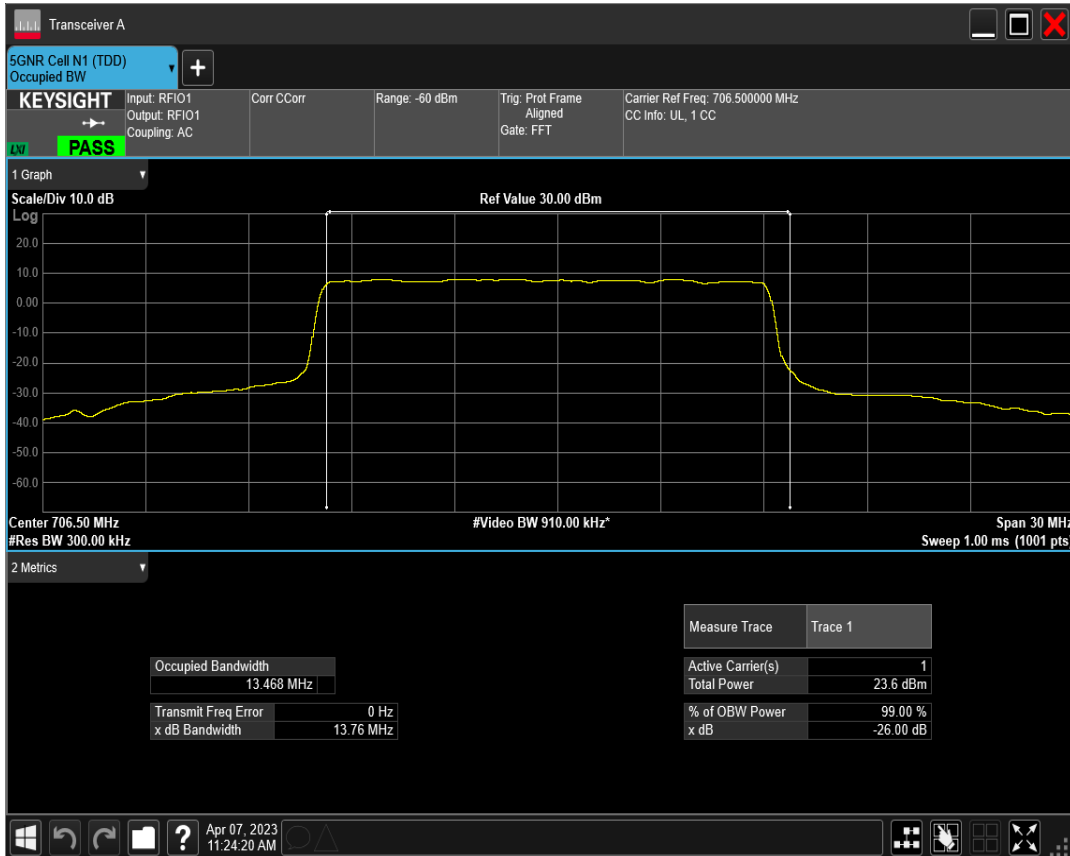 Transceiver A
5GNR Cell N1 (TDD)
Occupied BW
+
KEYSIGHT
LXI
PASS
Input: RFIO1
Output: RFIO1
Coupling: AC
Corr CCorr
Range: -60 dBm
Trig: Prot Frame
Aligned
Gate: FFT
Carrier Ref Freq: 706.500000 MHz
CC Info: UL, 1 CC
1 Graph
Scale/Div 10.0 dB
Ref Value 30.00 dBm
Log
20.0
10.0
0.00
-10.0
-20.0
-30.0
-40.0
-50.0
-60.0
Center 706.50 MHz
#Video BW 910.00 kHz*
Span 30 MHz
#Res BW 300.00 kHz
Sweep 1.00 ms (1001 pts)
2 Metrics
Measure Trace Trace 1
Occupied Bandwidth
13.468 MHz
Active Carrier(s) 1
Total Power 23.6 dBm
Transmit Freq Error 0 Hz
x dB Bandwidth 13.76 MHz
% of OBW Power 99.00 %
x dB -26.00 dB
?
Apr 07, 2023
11:24:20 AM